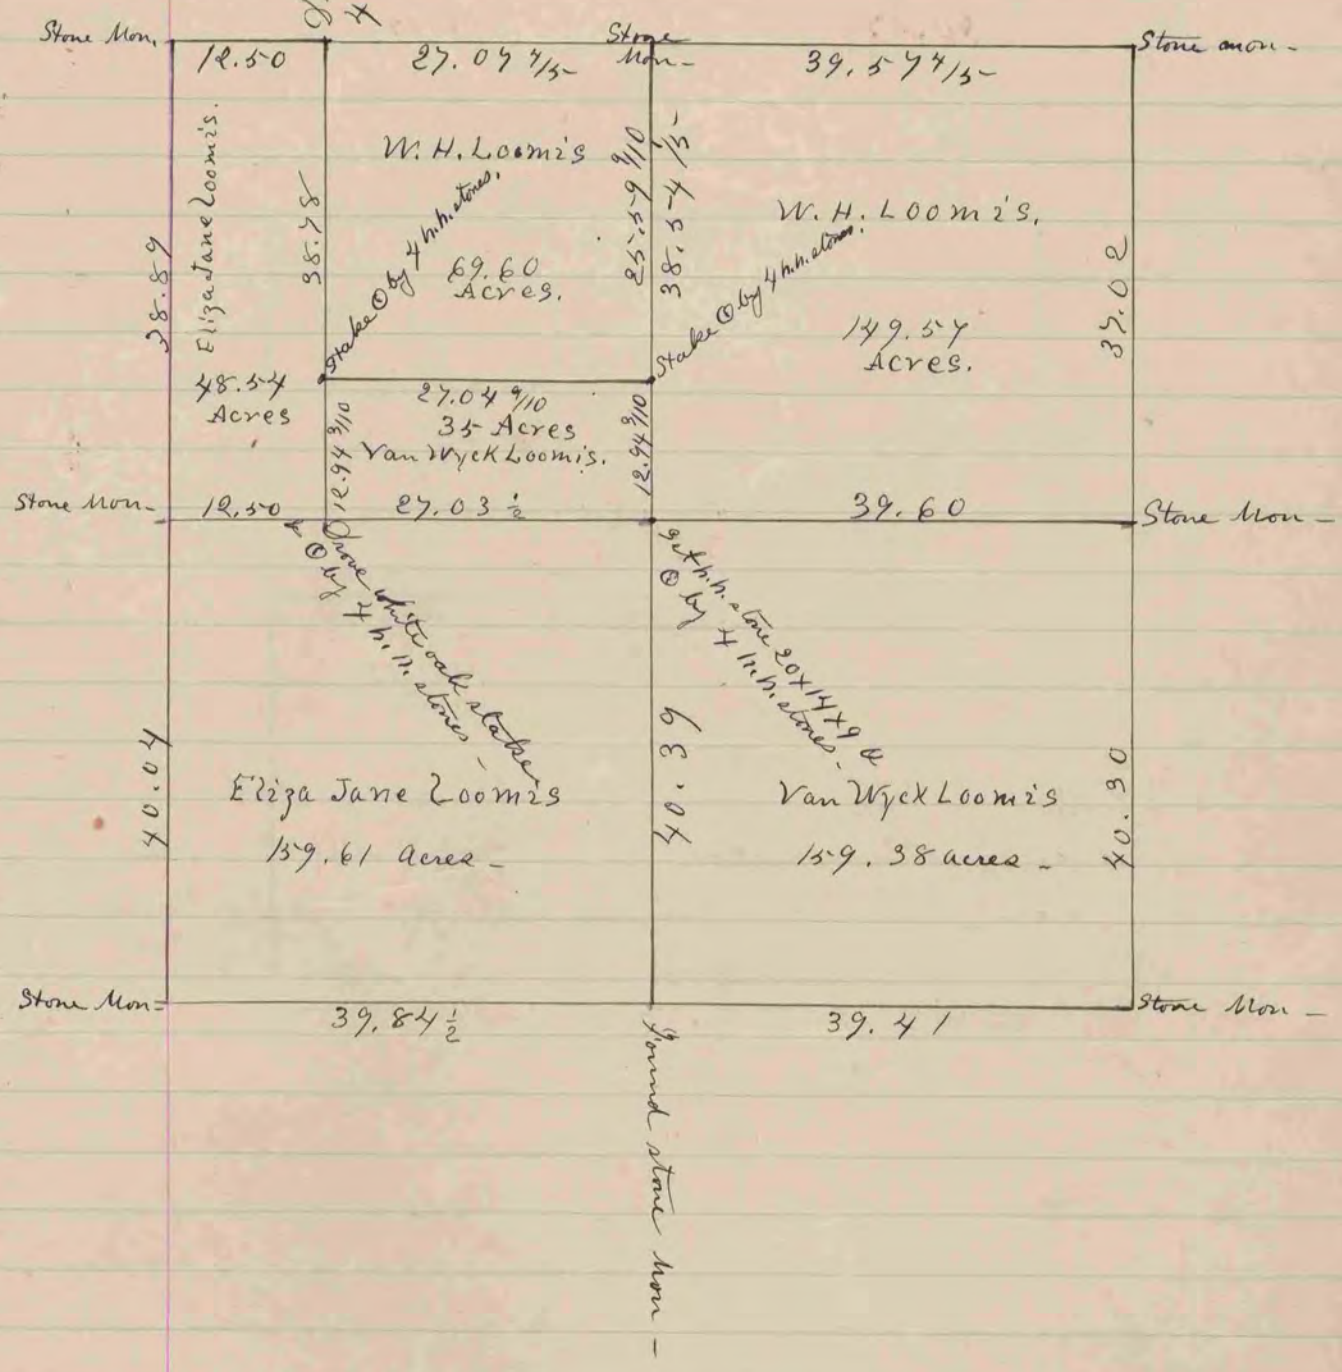 Stone Mon.
12.50
27.07 4/5
Stone
Mon -
39.57 4/5
Stone mon -
Eliza Jane Loomis.
38.89
38.78
W. H. Loomis
Stake ⊙ by 4 h.h. stones.
69.60
Acres.
25.59 9/10
38.54 1/5
W. H. Loomis.
Stake ⊙ by 4 h.h. stones.
149.57
Acres.
37.02
48.54
Acres
27.04 9/10
35 Acres
Van Wyck Loomis.
12.94 3/10
12.94 3/10
Stone Mon -
12.50
27.03 1/2
39.60
Stone Mon -
Drove white oak stake
& ⊙ by 4 h.h. stones -
Set h.h. stone 20x14x9 &
⊙ by 4 h.h. stones -
40.04
Eliza Jane Loomis
159.61 Acres -
40.39
Van Wyck Loomis
159.38 acres -
40.30
Stone Mon -
39.84 1/2
39.41
Stone Mon -
Found stone mon -